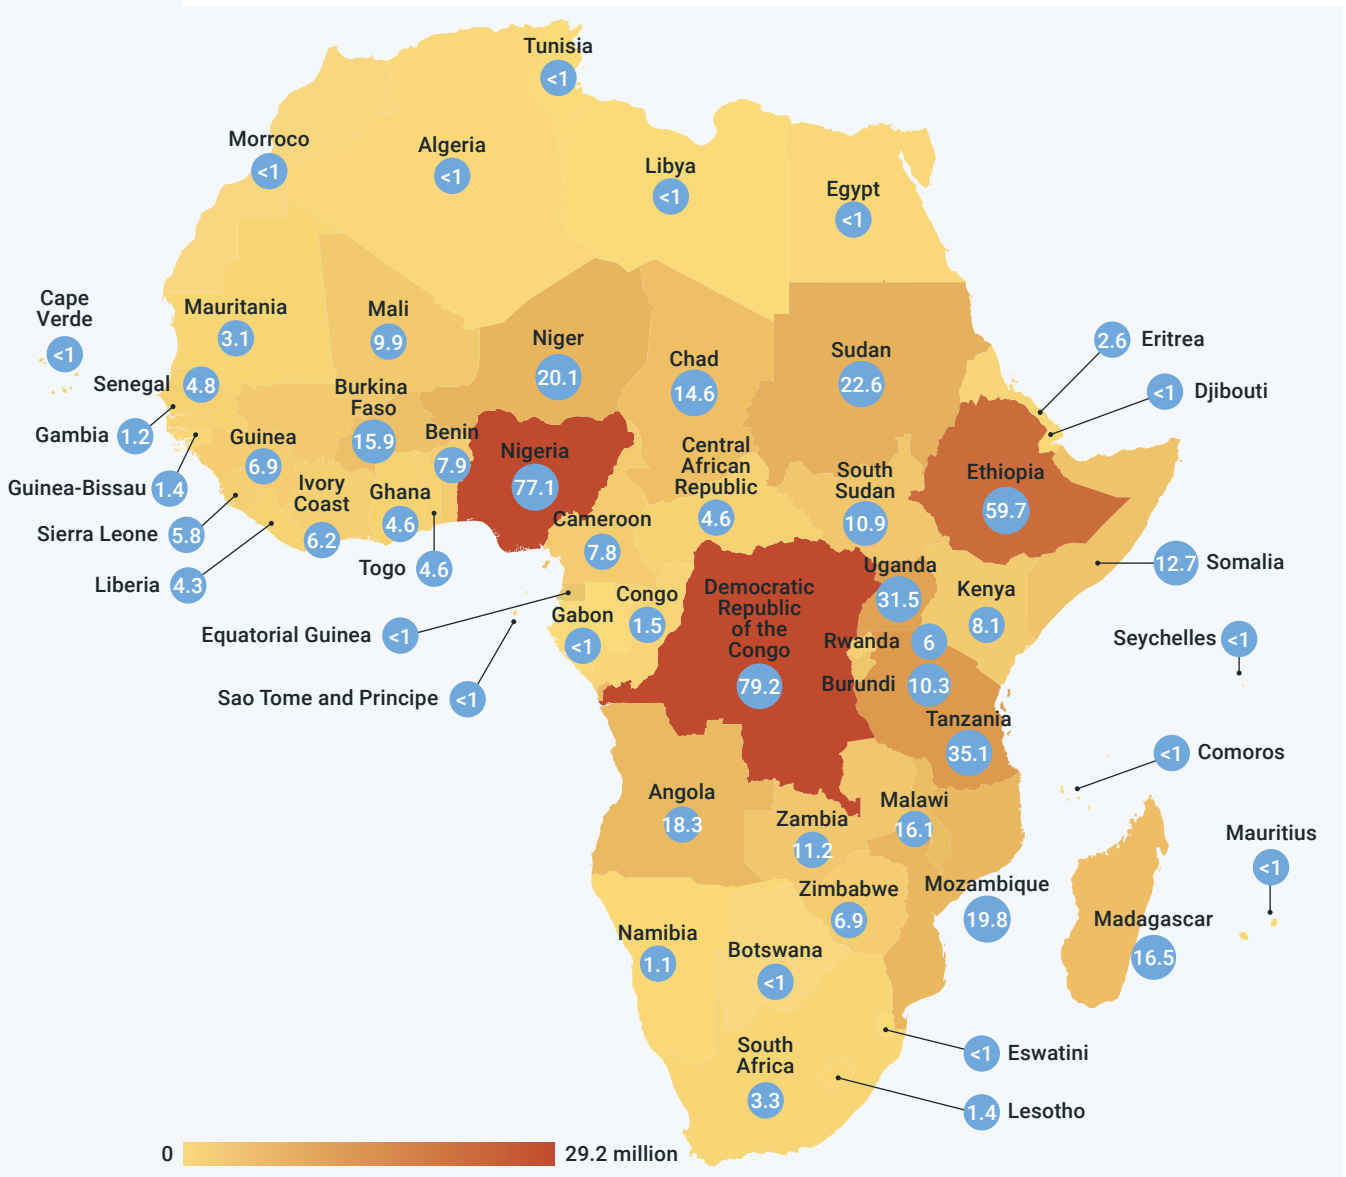 Tunisia
<1
Morroco
<1
Algeria
<1
Libya
<1
Egypt
<1
Cape
Verde
<1
Mauritania
3.1
Mali
9.9
Niger
20.1
Chad
14.6
Sudan
22.6
2.6 Eritrea
<1 Djibouti
Senegal 4.8
Gambia 1.2
Burkina
Faso
15.9
Guinea
6.9
Benin
7.9
Nigeria
77.1
Central
African
Republic
4.6
South
Sudan
10.9
Ethiopia
59.7
Guinea-Bissau 1.4
Ivory
Coast
6.2
Ghana
4.6
Sierra Leone 5.8
Cameroon
7.8
Togo 4.6
Liberia 4.3
12.7 Somalia
Uganda
31.5
Kenya
8.1
Democratic
Republic
of the
Congo
79.2
Congo
1.5
Gabon
<1
Equatorial Guinea <1
Rwanda 6
Seychelles <1
Burundi 10.3
Sao Tome and Principe <1
Tanzania
35.1
<1 Comoros
Angola
18.3
Zambia
11.2
Malawi
16.1
Mauritius
<1
Zimbabwe
6.9
Mozambique
19.8
Madagascar
16.5
Namibia
1.1
Botswana
<1
South
Africa
3.3
<1 Eswatini
1.4 Lesotho
0 29.2 million